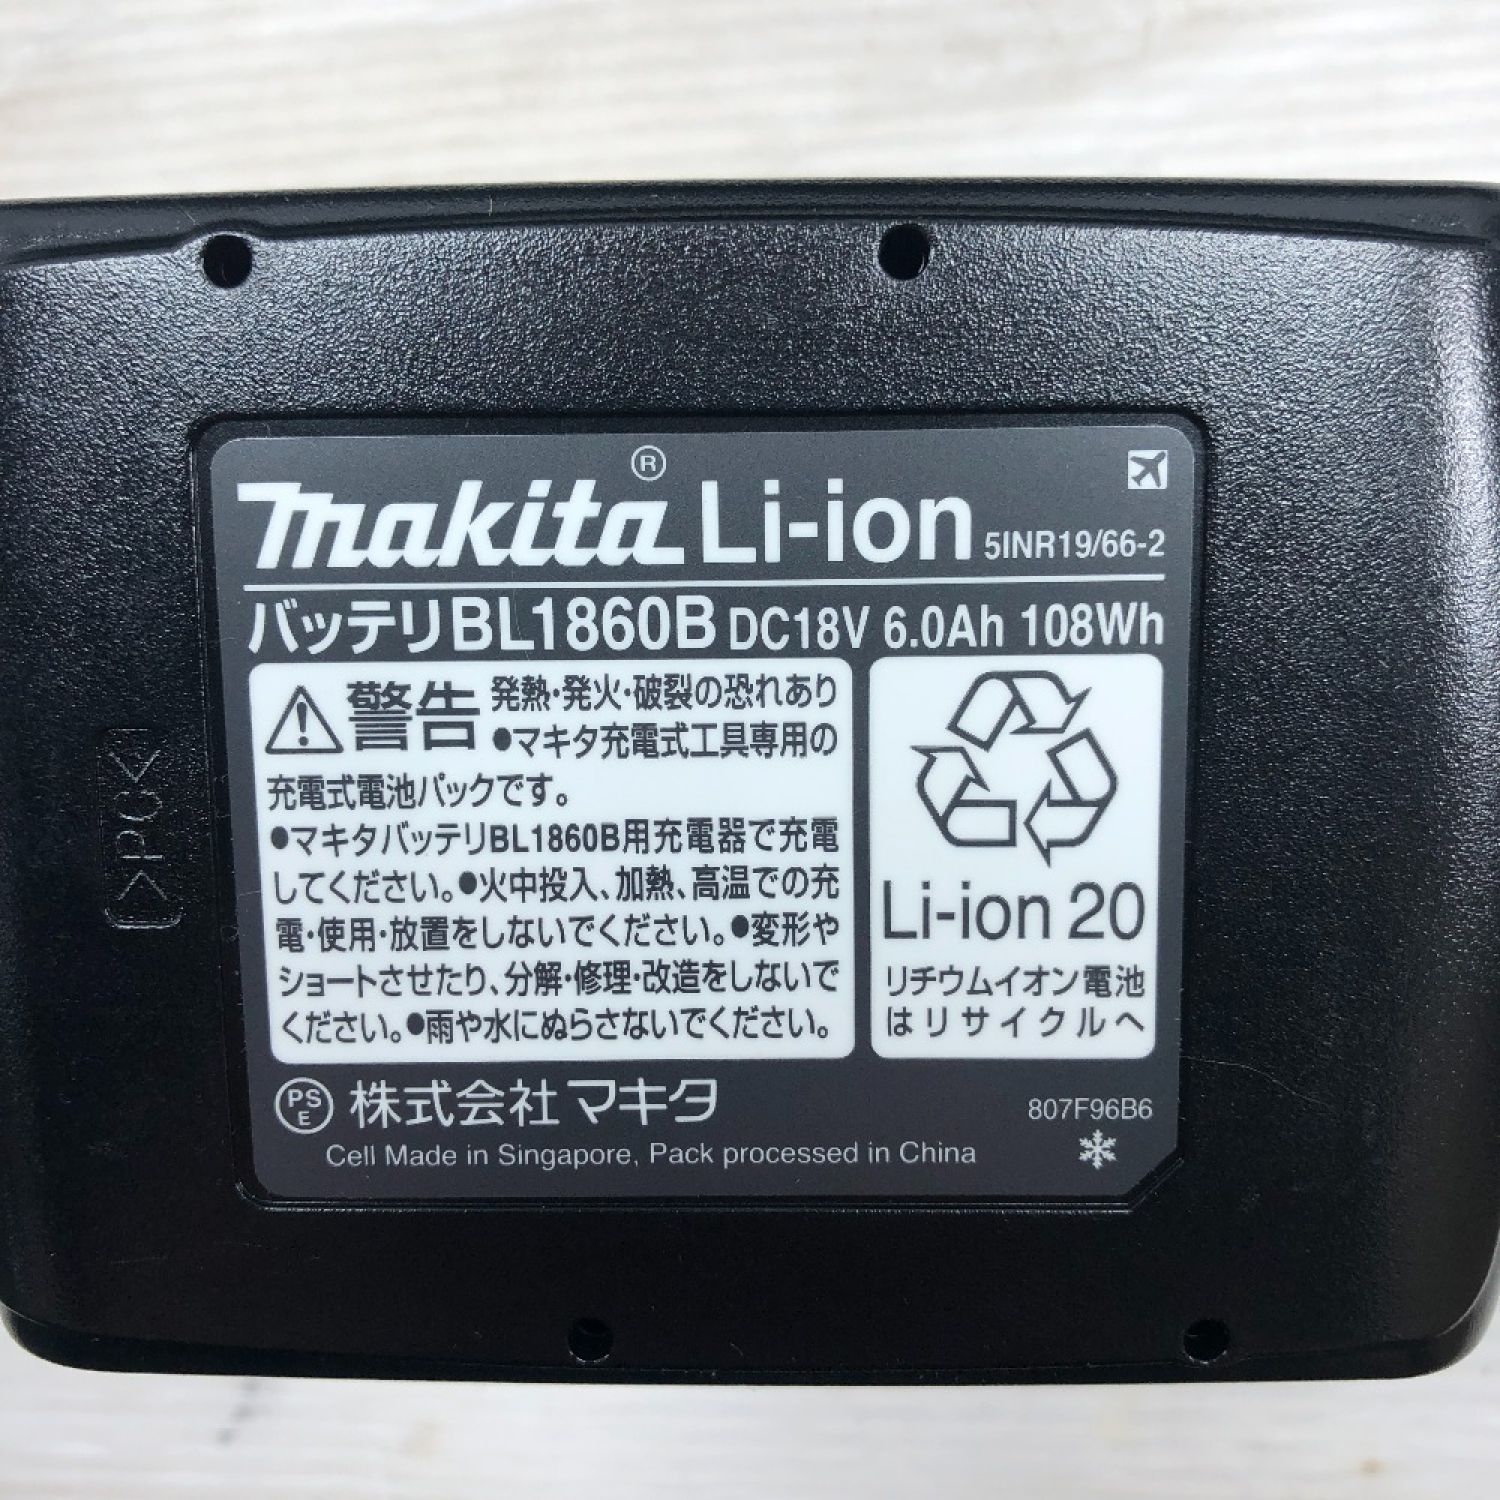 makita® Li-ion 5INR19/66-2
バッテリBL1860B DC18V 6.0Ah 108Wh
警告 発熱・発火・破裂の恐れあり
●マキタ充電式工具専用の
充電式電池パックです。
●マキタバッテリBL1860B用充電器で充電
してください。●火中投入、加熱、高温での充
電・使用・放置をしないでください。●変形や
ショートさせたり、分解・修理・改造をしないで
ください。●雨や水にぬらさないでください。
Li-ion 20
リチウムイオン電池
はリサイクルへ
PSE 株式会社マキタ
807F96B6
Cell Made in Singapore, Pack processed in China
>PC<